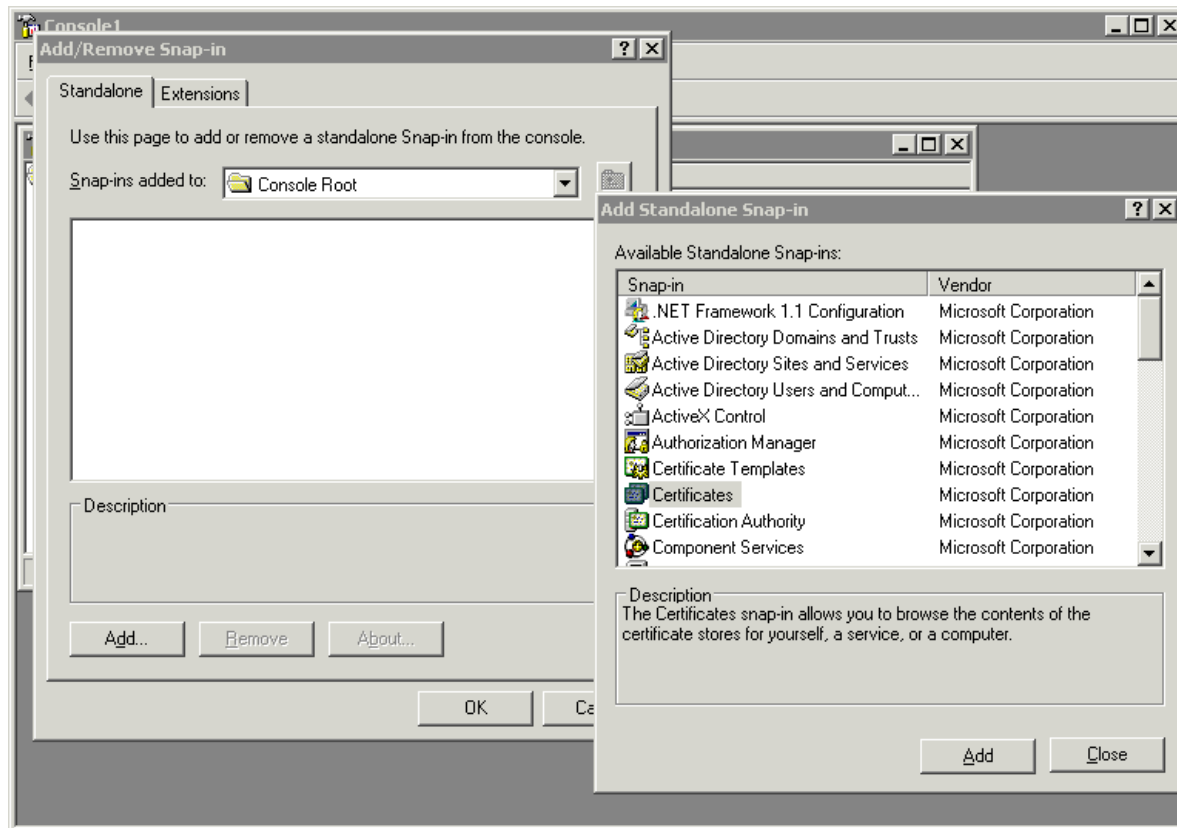 Console1
Add/Remove Snap-in
Standalone
Extensions
Use this page to add or remove a standalone Snap-in from the console.
Snap-ins added to:
Console Root
Description
Add...
Remove
About...
OK
Add Standalone Snap-in
Available Standalone Snap-ins:
Snap-in Vendor
.NET Framework 1.1 Configuration Microsoft Corporation
Active Directory Domains and Trusts Microsoft Corporation
Active Directory Sites and Services Microsoft Corporation
Active Directory Users and Comput... Microsoft Corporation
ActiveX Control Microsoft Corporation
Authorization Manager Microsoft Corporation
Certificate Templates Microsoft Corporation
Certificates Microsoft Corporation
Certification Authority Microsoft Corporation
Component Services Microsoft Corporation
Description
The Certificates snap-in allows you to browse the contents of the
certificate stores for yourself, a service, or a computer.
Add
Close